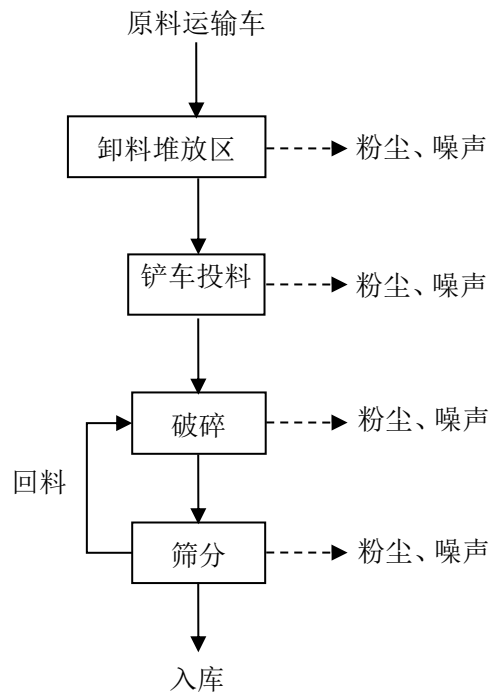 原料运输车
卸料堆放区
粉尘、噪声
铲车投料
粉尘、噪声
破碎
粉尘、噪声
回料
筛分
粉尘、噪声
入库